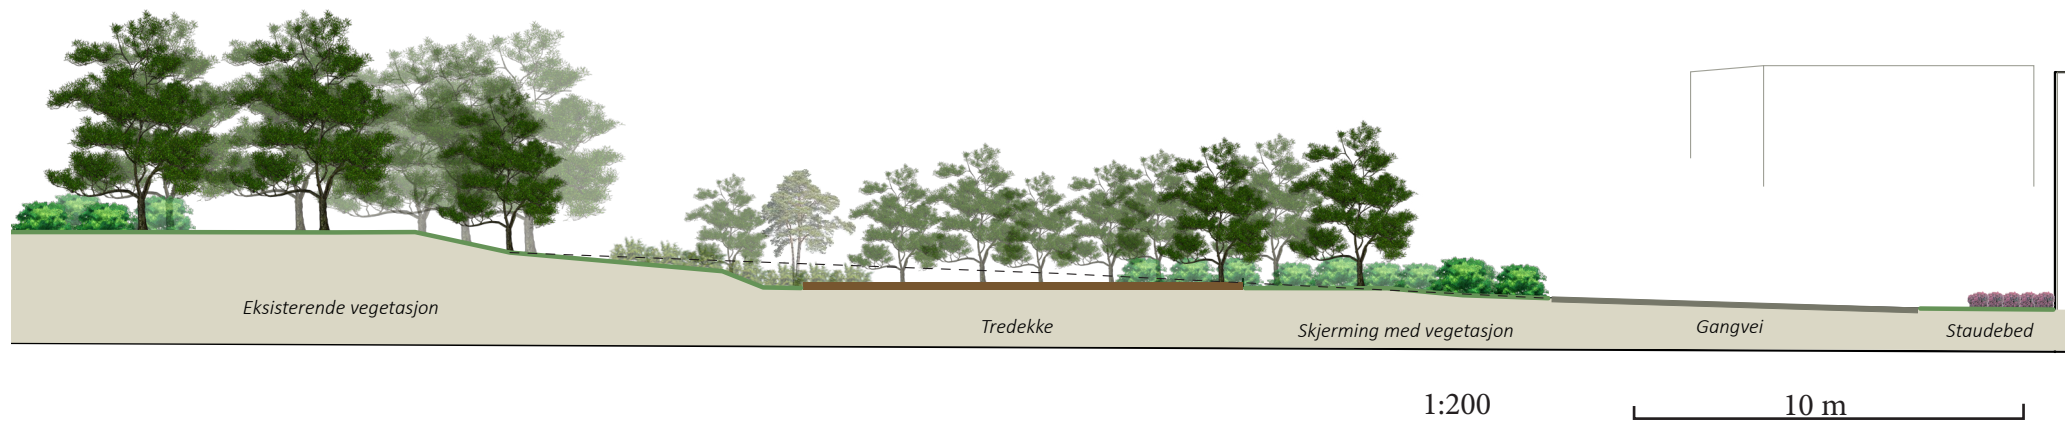 Eksisterende vegetasjon
Tredekke
Skjerming med vegetasjon
Gangvei
Staudebed
1:200
10 m